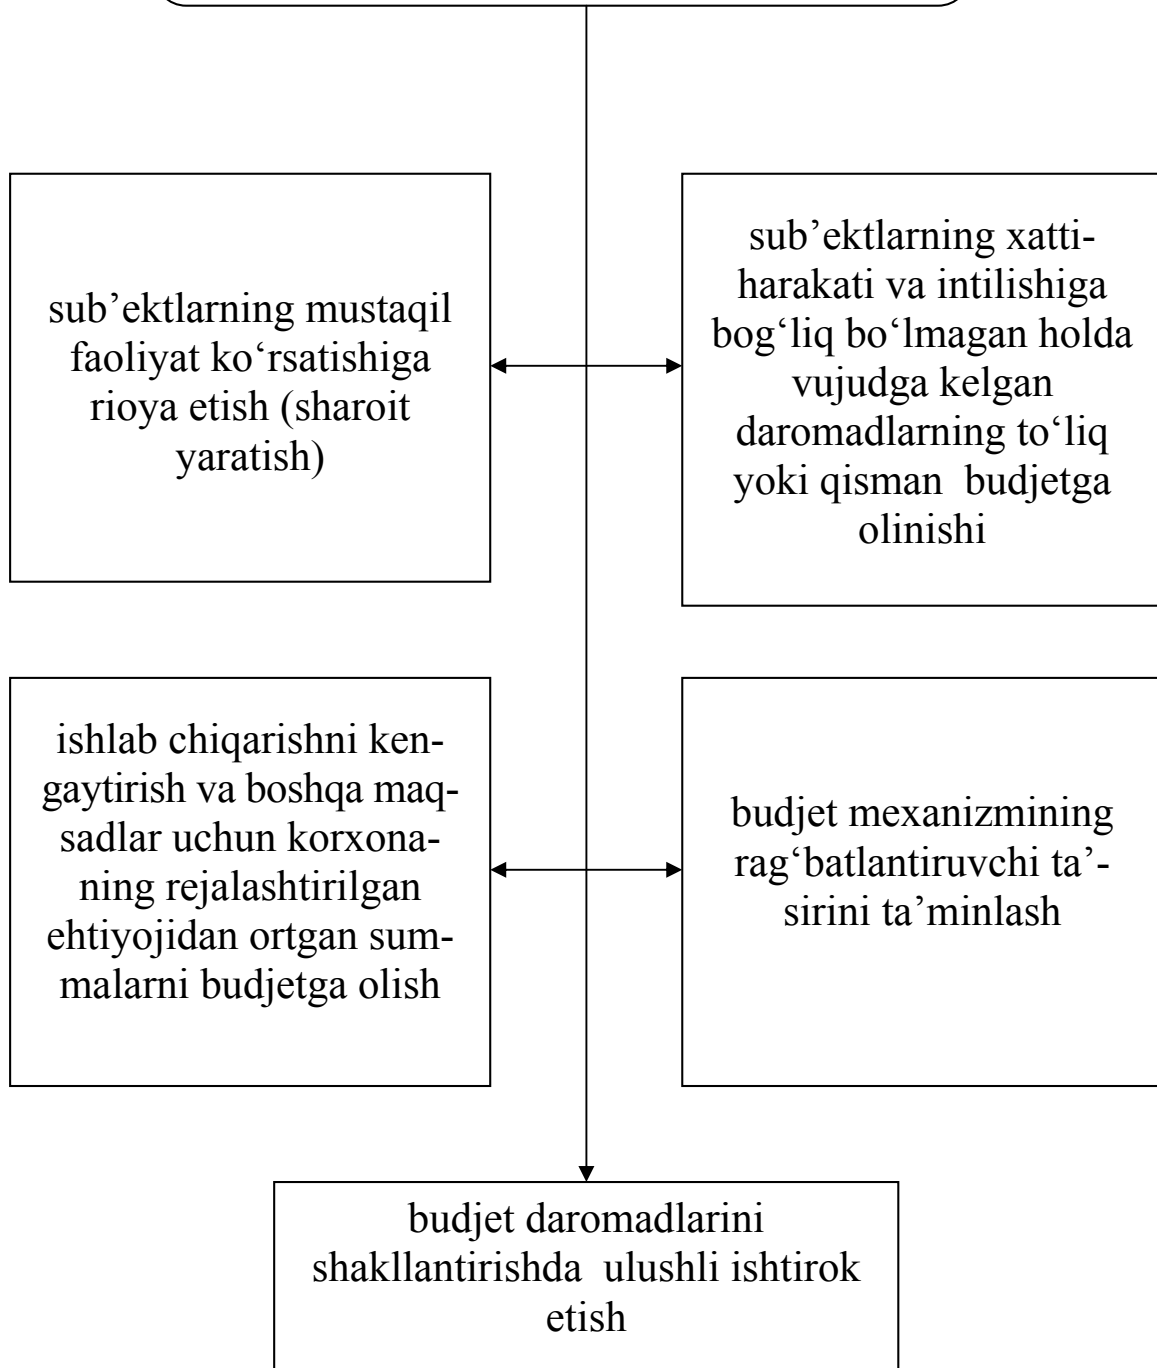 sub’ektlarning mustaqil
faoliyat ko‘rsatishiga
rioya etish (sharoit
yaratish)
sub’ektlarning xatti-
harakati va intilishiga
bog‘liq bo‘lmagan holda
vujudga kelgan
daromadlarning to‘liq
yoki qisman budjetga
olinishi
ishlab chiqarishni ken-
gaytirish va boshqa maq-
sadlar uchun korxona-
ning rejalashtirilgan
ehtiyojidan ortgan sum-
malarni budjetga olish
budjet mexanizmining
rag‘batlantiruvchi ta’-
sirini ta’minlash
budjet daromadlarini
shakllantirishda ulushli ishtirok
etish